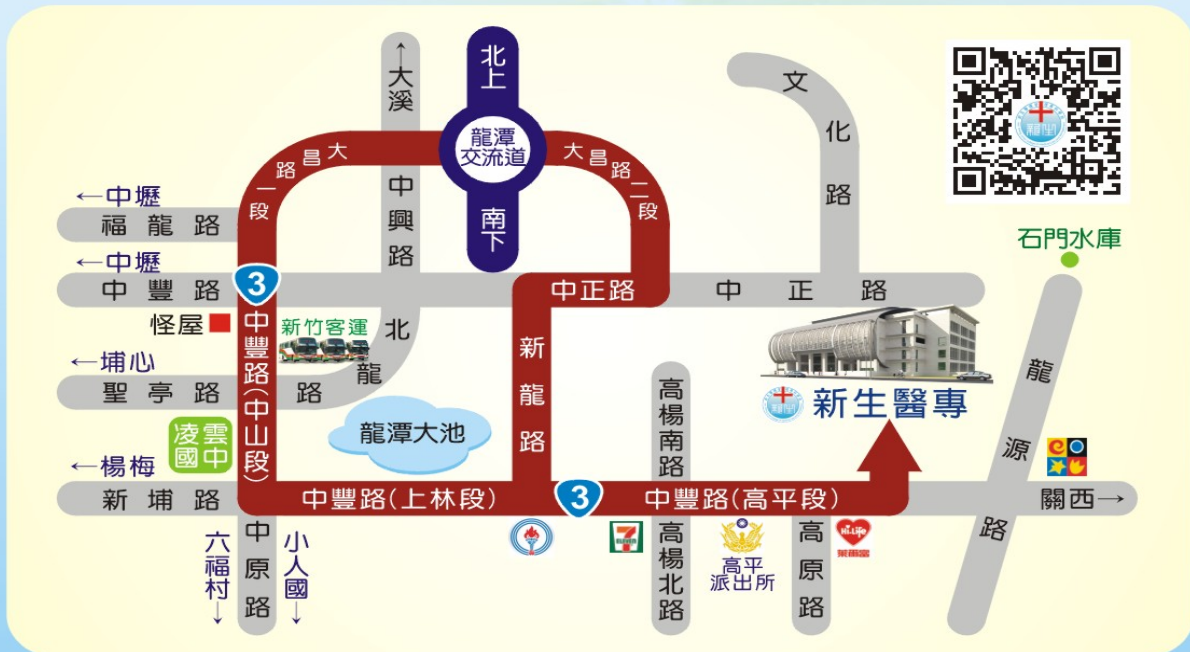 北上
龍潭
交流道
南下
←大溪
中興路
大昌路一段
大昌路二段
文化路
←中壢
福龍路
←中壢
中豐路
3
中正路
中正路
石門水庫
怪屋
中豐路(中山段)
新竹客運
北龍路
新龍路
←埔心
聖亭路
龍潭大池
高楊南路
新生醫專
龍源路
凌雲
國中
←楊梅
新埔路
中豐路(上林段)
3
中豐路(高平段)
關西→
六福村→
中原路
小人國→
7
ELEVEN
高楊北路
高平
派出所
高原路
Hi-Life
萊爾富